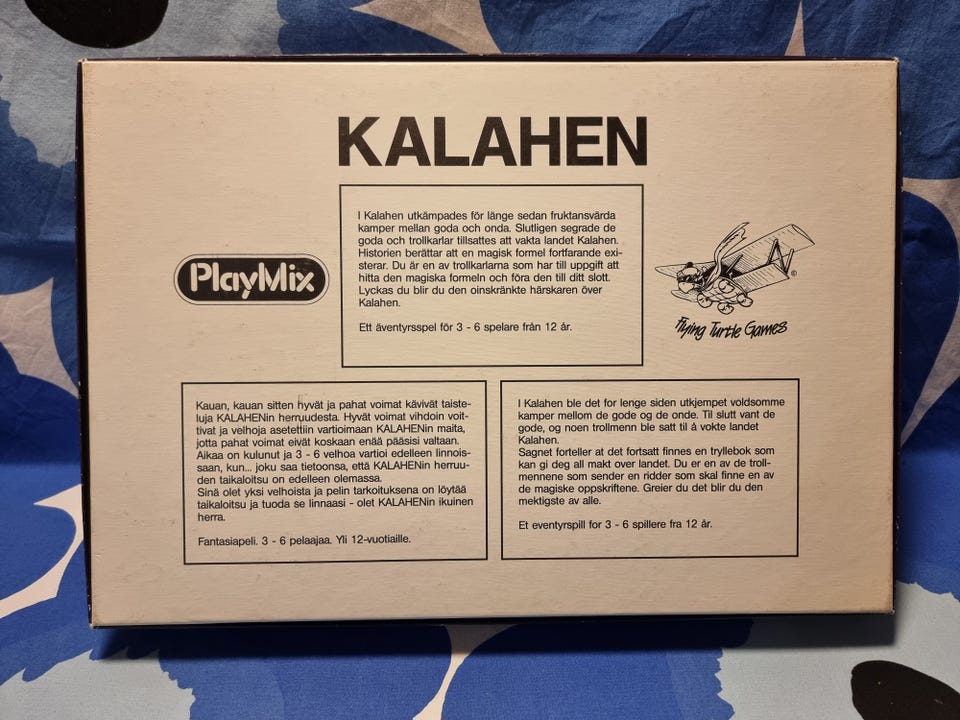 KALAHEN
I Kalahen utkämpades för länge sedan fruktansvärda
kamper mellan goda och onda. Slutligen segrade de
goda och trollkarlar tillsattes att vakta landet Kalahen.
Historien berättar att en magisk formel fortfarande exi-
sterar. Du är en av trollkarlarna som har till uppgift att
hitta den magiska formeln och föra den till ditt slott.
Lyckas du blir du den oinskränkte härskaren över
Kalahen.
Ett äventyrsspel för 3 - 6 spelare från 12 år.
PlayMix
©
Flying Turtle Games
Kauan, kauan sitten hyvät ja pahat voimat kävivät taiste-
luja KALAHENin herruudesta. Hyvät voimat vihdoin voit-
tivat ja velhoja asetettiin vartioimaan KALAHENin maita,
jotta pahat voimat eivät koskaan enää pääsisi valtaan.
Aikaa on kulunut ja 3 - 6 velhoa vartioi edelleen linnois-
saan, kun... joku saa tietoonsa, että KALAHENin herruu-
den taikaloitsu on edelleen olemassa.
Sinä olet yksi velhoista ja pelin tarkoituksena on löytää
taikaloitsu ja tuoda se linnaasi - olet KALAHENin ikuinen
herra.
Fantasiapeli. 3 - 6 pelaajaa. Yli 12-vuotiaille.
I Kalahen ble det for lenge siden utkjempet voldsomme
kamper mellom de gode og de onde. Til slutt vant de
gode, og noen trollmenn ble satt til å vokte landet
Kalahen.
Sagnet forteller at det fortsatt finnes en tryllebok som
kan gi deg all makt over landet. Du er en av de troll-
mennene som sender en ridder som skal finne en av
de magiske oppskriftene. Greier du det blir du den
mektigste av alle.
Et eventyrspill for 3 - 6 spillere fra 12 år.